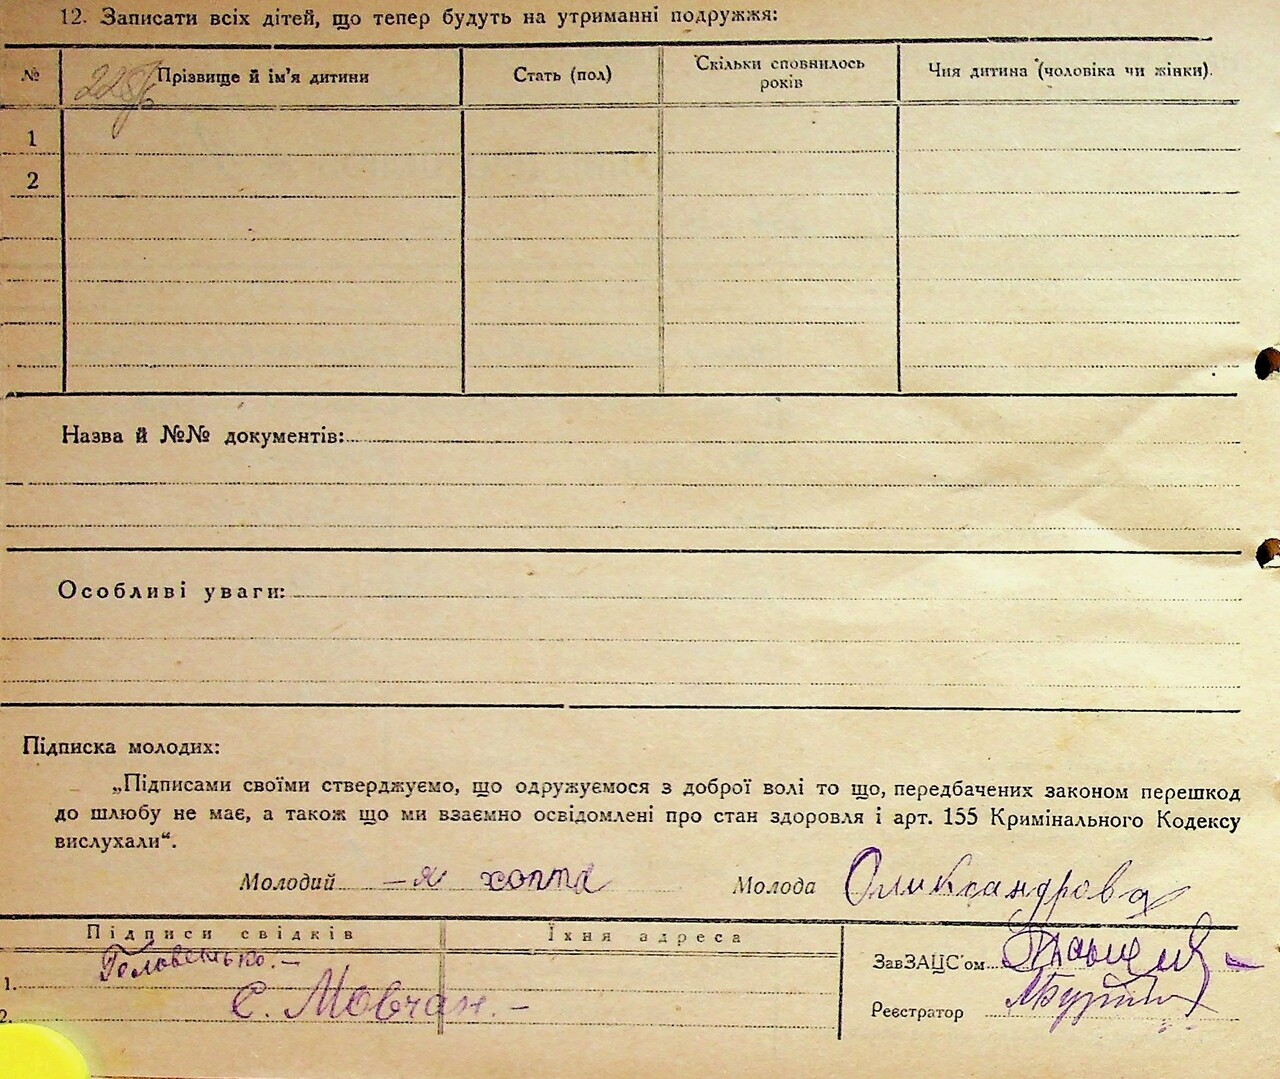 12. Записати всіх дітей, що тепер будуть на утриманні подружжя:
№ Прізвище й ім'я дитини Стать (пол) Скільки сповнилось років Чия дитина (чоловіка чи жінки).
1
2
Назва й №№ документів:
Особливі уваги:
Підписка молодих:
„Підписами своїми стверджуємо, що одружуємося з доброї волі то що, передбачених законом перешкод
до шлюбу не має, а також що ми взаємно освідомлені про стан здоровля і арт. 155 Кримінального Кодексу
вислухали“.
Молодий – я хопта Молода Оликсандрова
Підписи свідків Їхня адреса
ЗавЗАЦС'ом
1. Головенько. –
2. С. Мовчан. –
Реєстратор